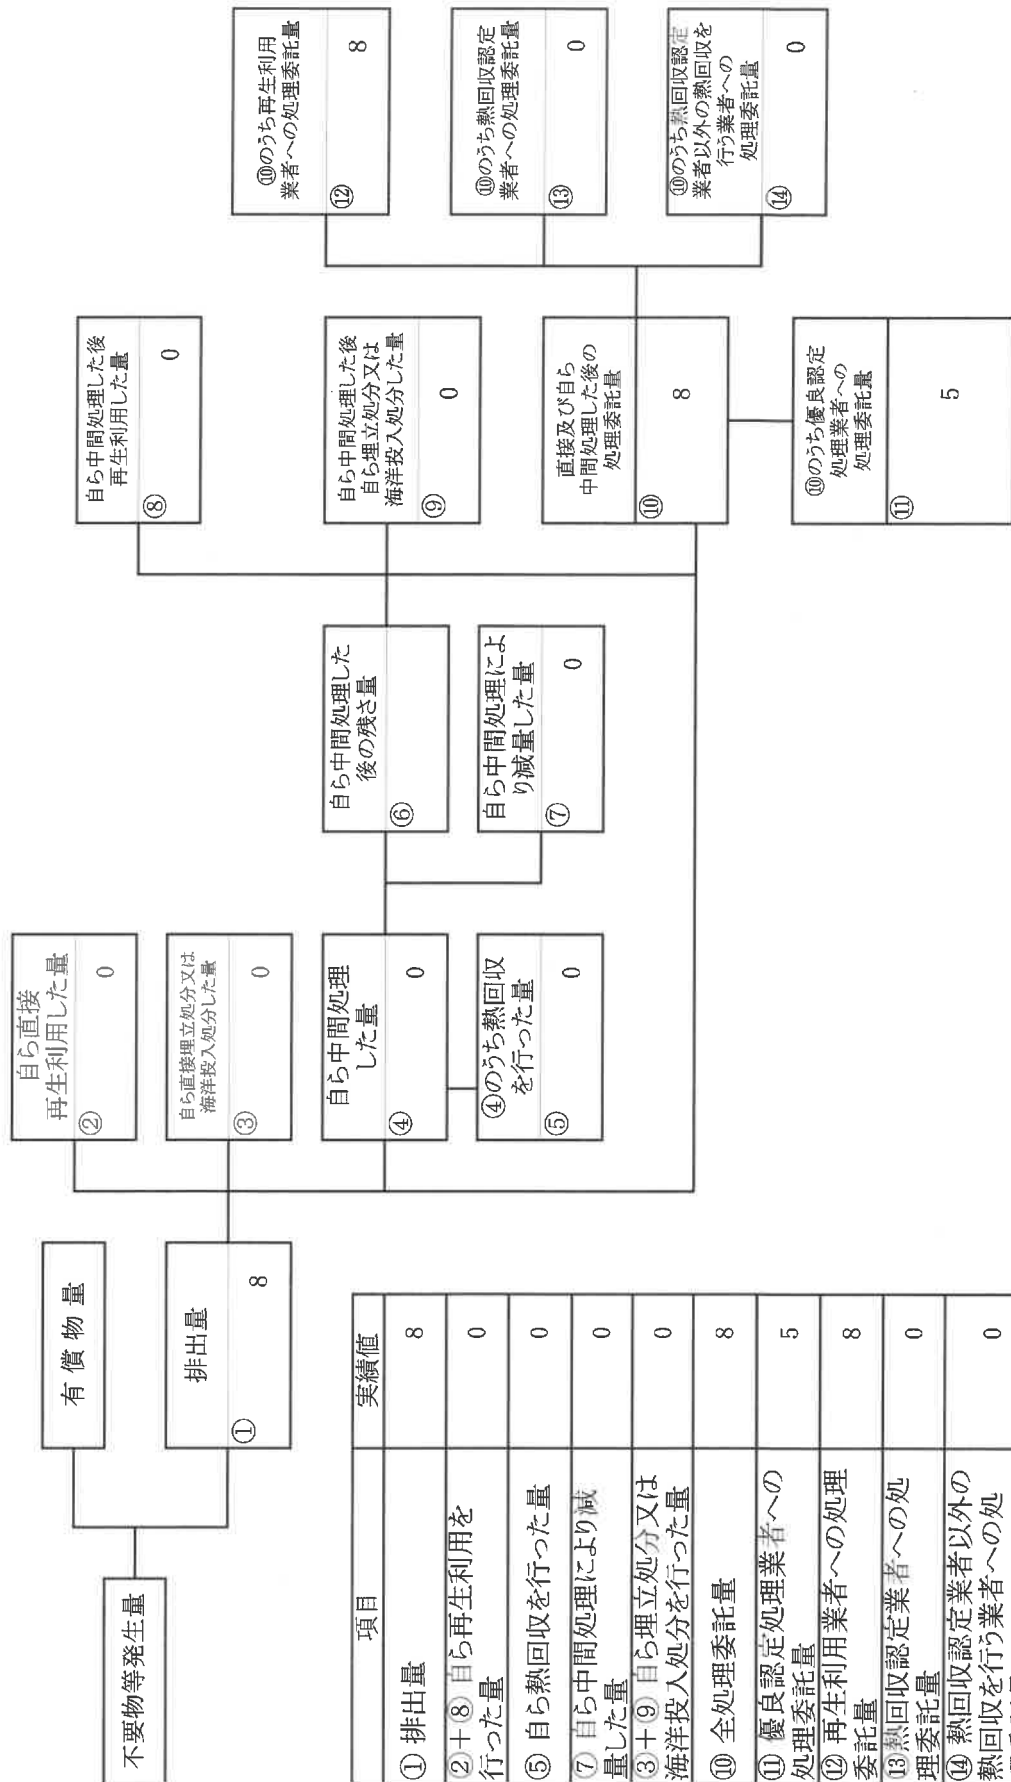 不要物等発生量
有償物量
排出量
① 8
自ら直接
再生利用した量
② 0
自ら直接埋立処分又は
海洋投入処分した量
③ 0
自ら中間処理
した量
④ 0
④のうち熱回収
を行った量
⑤ 0
自ら中間処理した
後の残さ量
⑥
自ら中間処理によ
り減量した量
⑦ 0
自ら中間処理した後
再生利用した量
⑧ 0
自ら中間処理した後
自ら埋立処分又は
海洋投入処分した量
⑨ 0
直接及び自ら
中間処理した後の
処理委託量
⑩ 8
⑩のうち優良認定
処理業者への
処理委託量
⑪ 5
⑩のうち再生利用
業者への処理委託量
⑫ 8
⑩のうち熱回収認定
業者への処理委託量
⑬ 0
⑩のうち熱回収認定
業者以外の熱回収を
行う業者への
処理委託量
⑭ 0
項目 実績値
① 排出量 8
②+⑧ 自ら再生利用を
行った量 0
⑤ 自ら熱回収を行った量 0
⑦ 自ら中間処理により減
量した量 0
③+⑨ 自ら埋立処分又は
海洋投入処分を行った量 0
⑩ 全処理委託量 8
⑪ 優良認定処理業者への
処理委託量 5
⑫ 再生利用業者への処理
委託量 8
⑬熱回収認定業者への処
理委託量 0
⑭ 熱回収認定業者以外の
熱回収を行う業者への処 0